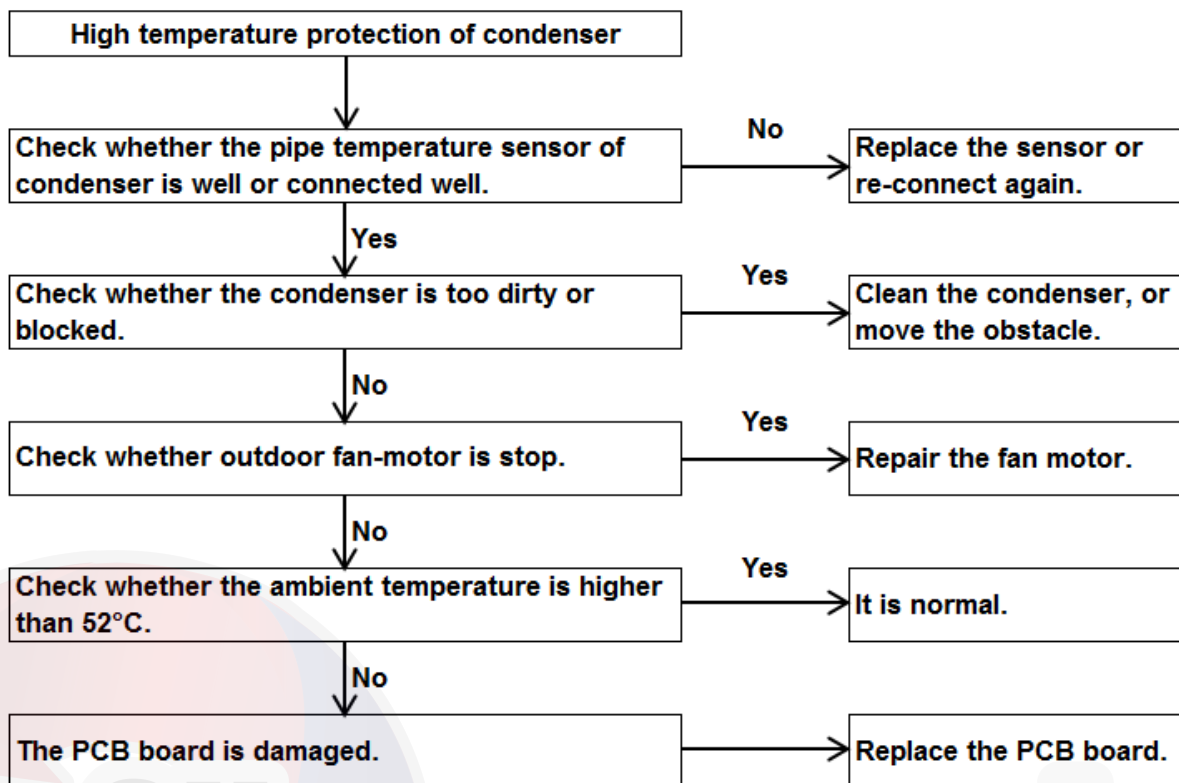 High temperature protection of condenser
No
Check whether the pipe temperature sensor of
condenser is well or connected well.
Replace the sensor or
re-connect again.
Yes
Yes
Check whether the condenser is too dirty or
blocked.
Clean the condenser, or
move the obstacle.
No
Yes
Check whether outdoor fan-motor is stop.
Repair the fan motor.
No
Yes
Check whether the ambient temperature is higher
than 52°C.
It is normal.
No
The PCB board is damaged.
Replace the PCB board.